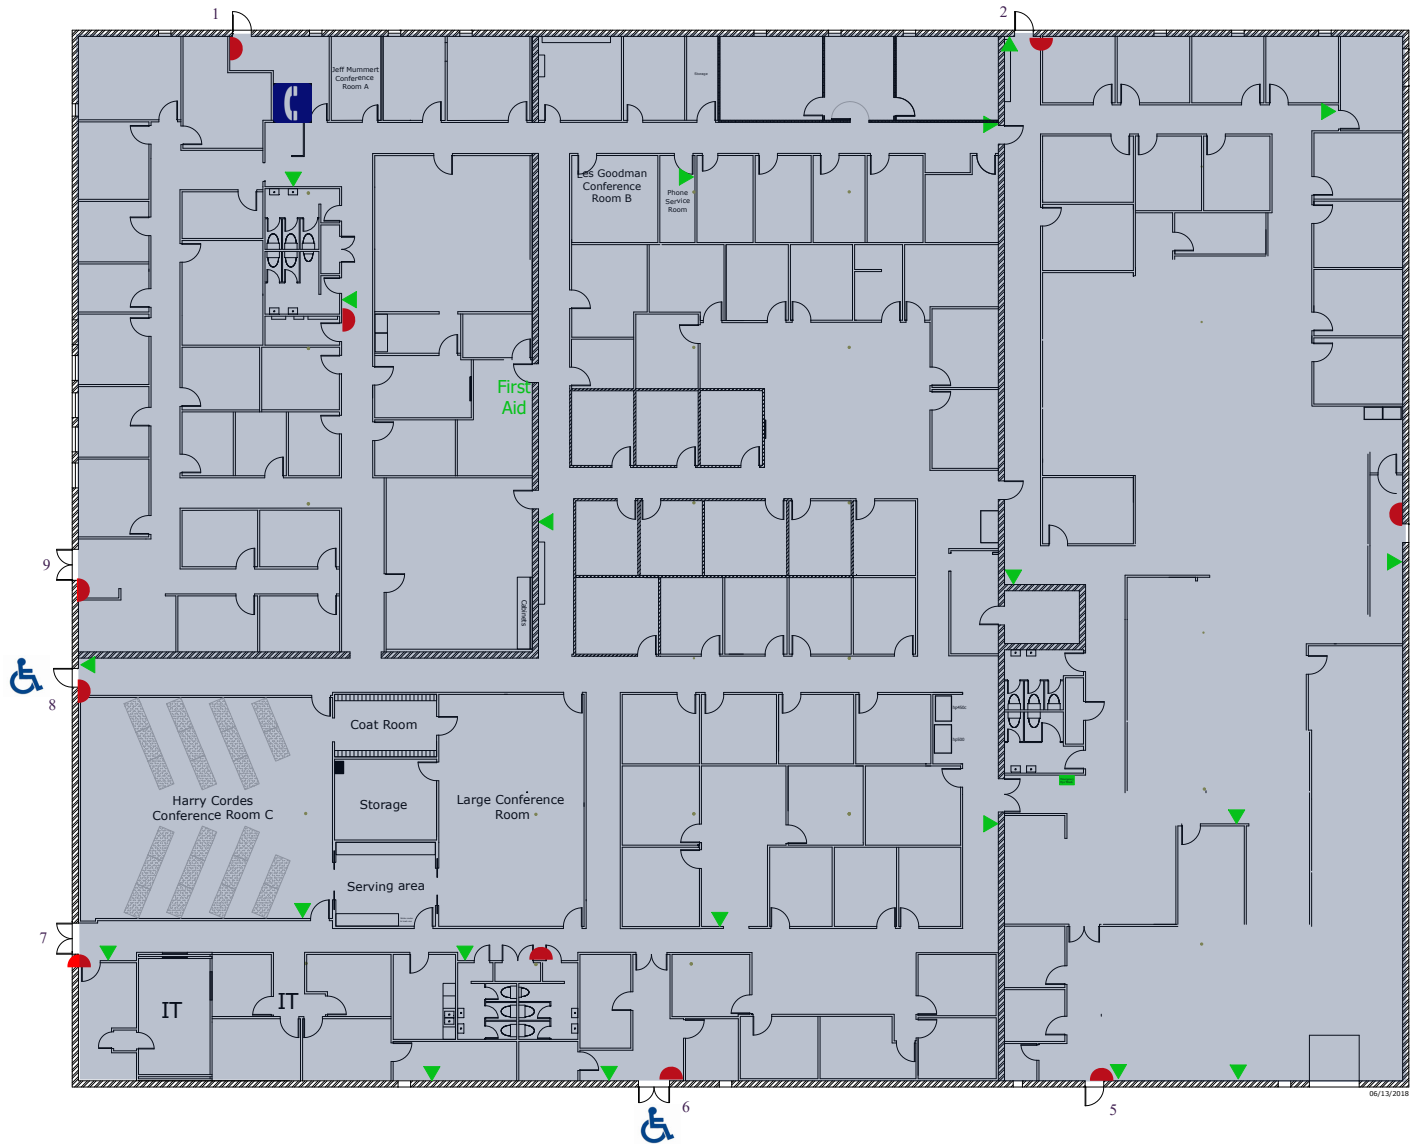 1
2
Jeff Mummert
Conference
Room A
Storage
Les Goodman
Conference
Room B
Phone
Service
Room
First
Aid
9
Cabinets
8
Coat Room
Harry Cordes
Conference Room C
Storage
Large Conference
Room
Serving area
7
IT
IT
06/13/2018
6
5